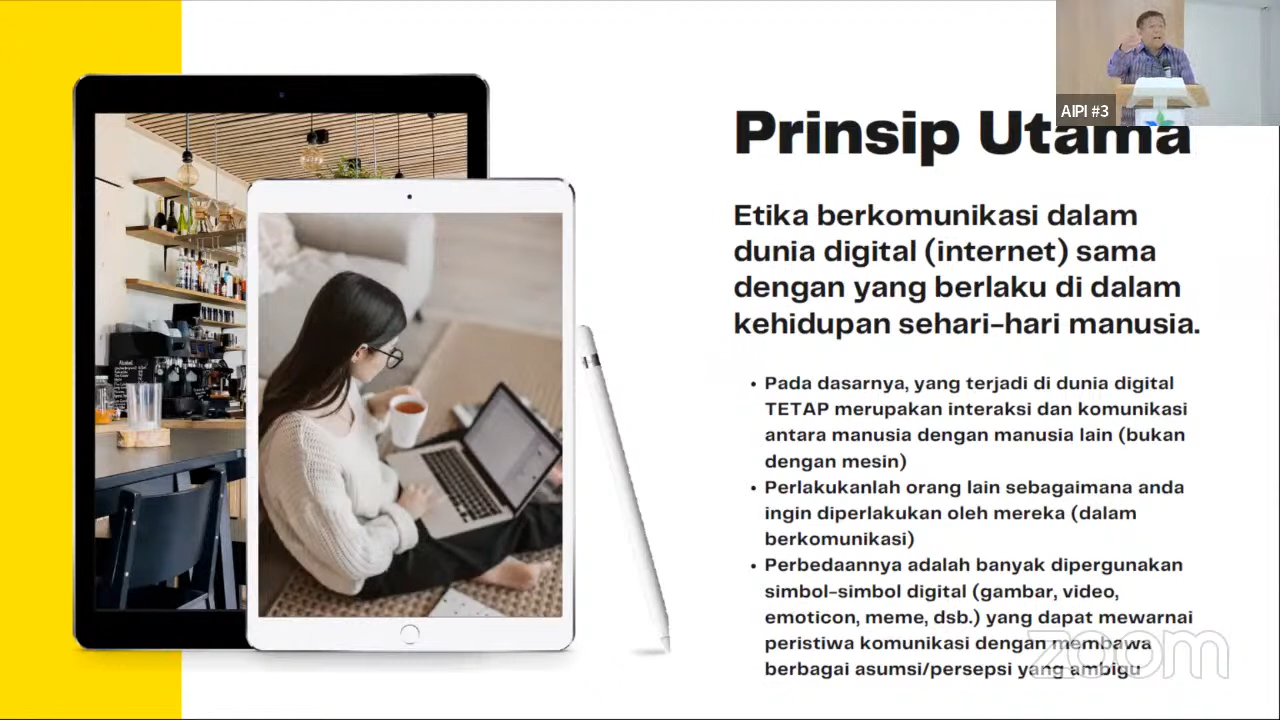 AIPI #3
Prinsip Utama
Etika berkomunikasi dalam
dunia digital (internet) sama
dengan yang berlaku di dalam
kehidupan sehari-hari manusia.
• Pada dasarnya, yang terjadi di dunia digital
TETAP merupakan interaksi dan komunikasi
antara manusia dengan manusia lain (bukan
dengan mesin)
• Perlakukanlah orang lain sebagaimana anda
ingin diperlakukan oleh mereka (dalam
berkomunikasi)
• Perbedaannya adalah banyak dipergunakan
simbol-simbol digital (gambar, video,
emoticon, meme, dsb.) yang dapat mewarnai
peristiwa komunikasi dengan membawa
berbagai asumsi/persepsi yang ambigu
zoom